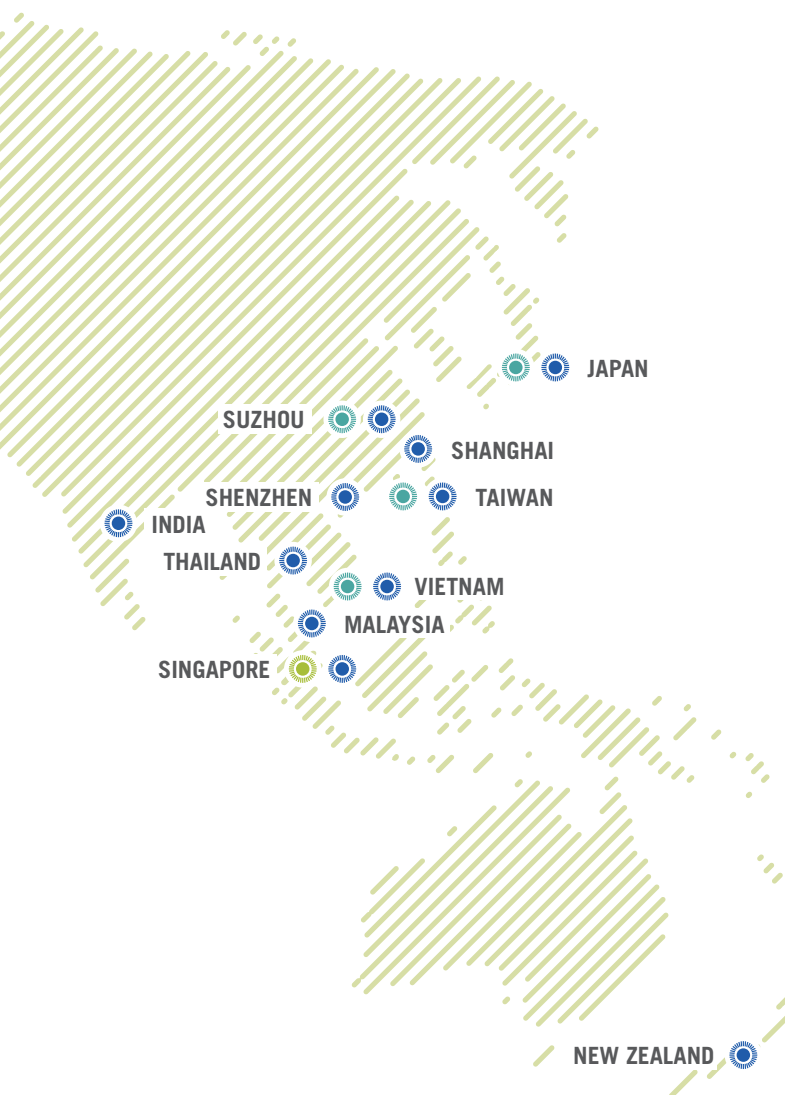 JAPAN
SUZHOU
SHANGHAI
SHENZHEN
TAIWAN
INDIA
THAILAND
VIETNAM
MALAYSIA
SINGAPORE
NEW ZEALAND